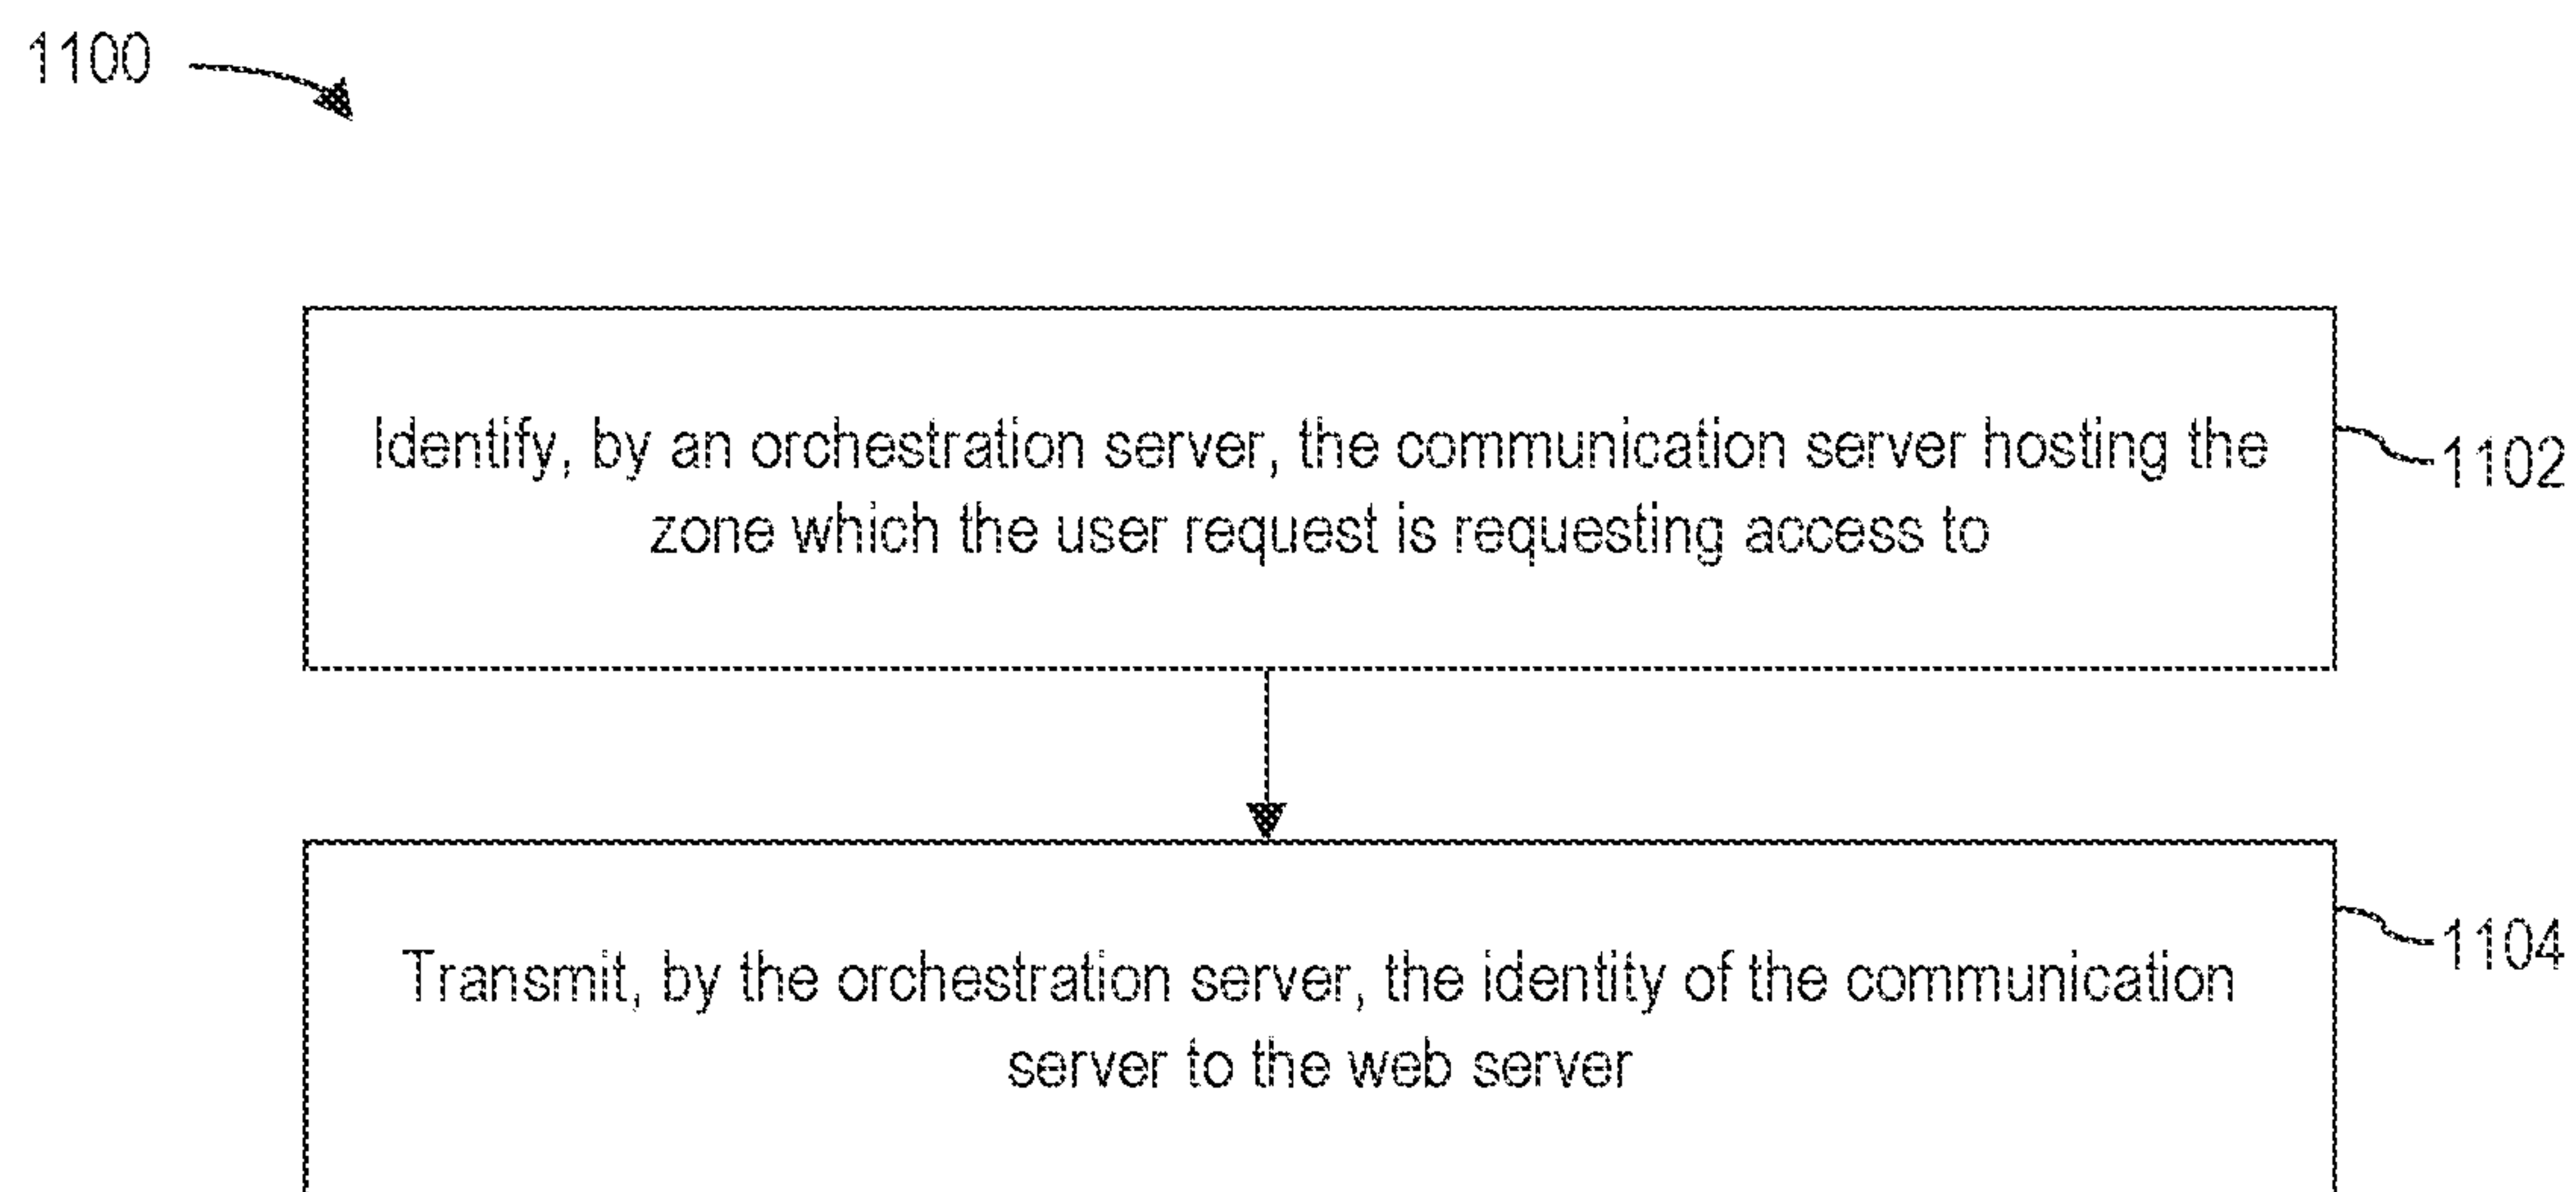 1100
Identify, by an orchestration server, the communication server hosting the
zone which the user request is requesting access to
1102
Transmit, by the orchestration server, the identity of the communication
server to the web server
1104